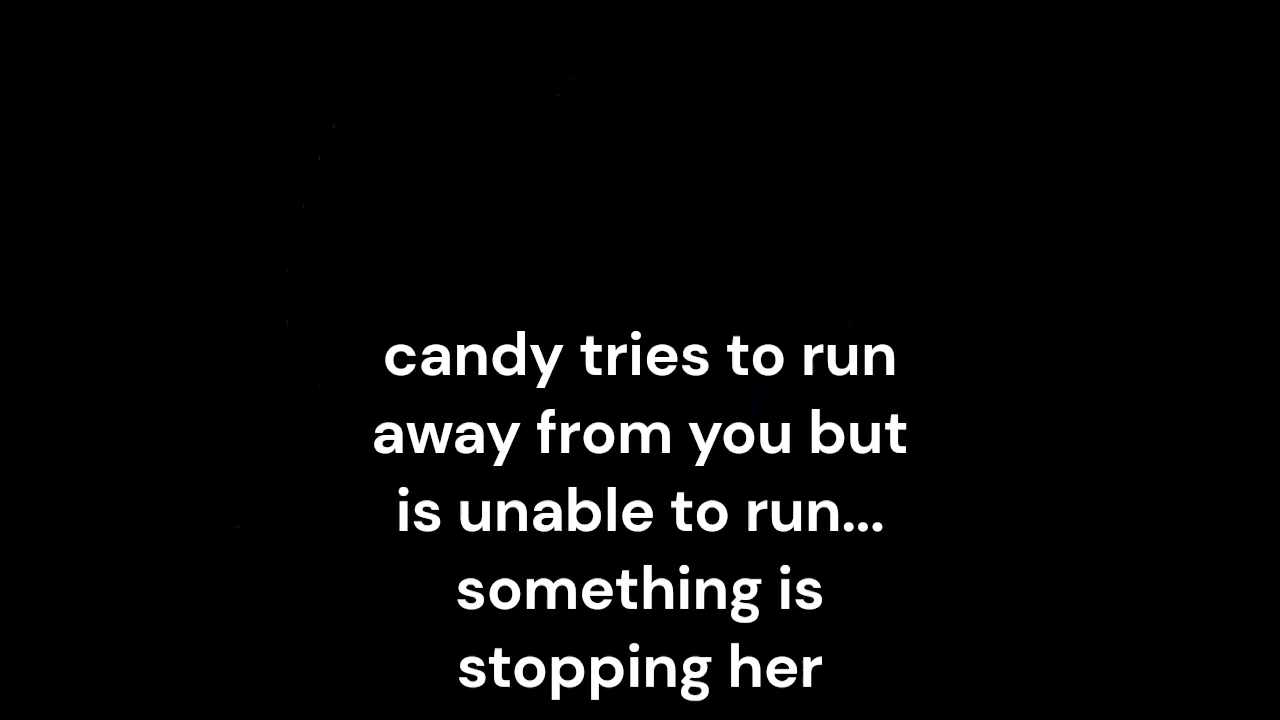 candy tries to run
away from you but
is unable to run...
something is
stopping her